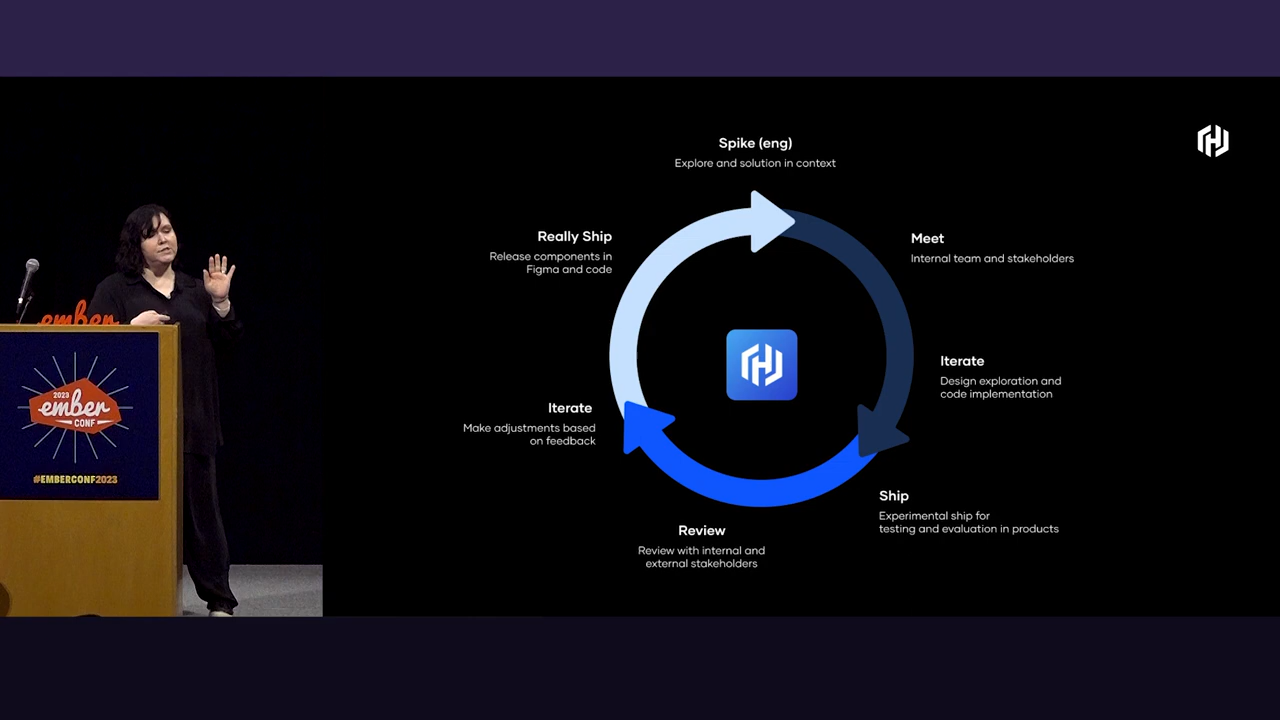 Spike (eng)
Explore and solution in context
Meet
Internal team and stakeholders
Iterate
Design exploration and
code implementation
Ship
Experimental ship for
testing and evaluation in products
Review
Review with internal and
external stakeholders
Iterate
Make adjustments based
on feedback
Really Ship
Release components in
Figma and code
ember
2023
ember
CONF
#EMBERCONF2023